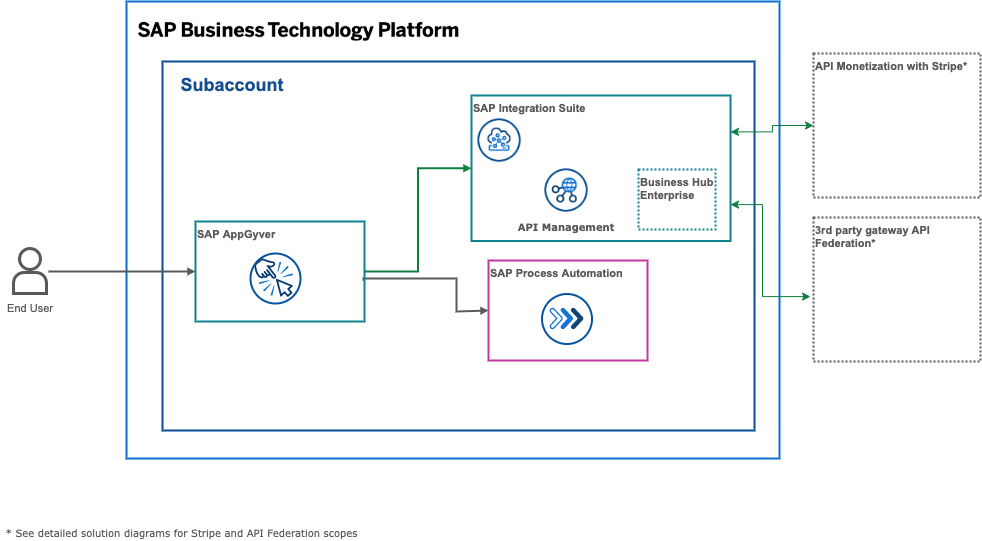 SAP Business Technology Platform
Subaccount
API Monetization with Stripe*
SAP Integration Suite
Business Hub
Enterprise
API Management
SAP AppGyver
3rd party gateway API
Federation*
SAP Process Automation
End User
* See detailed solution diagrams for Stripe and API Federation scopes